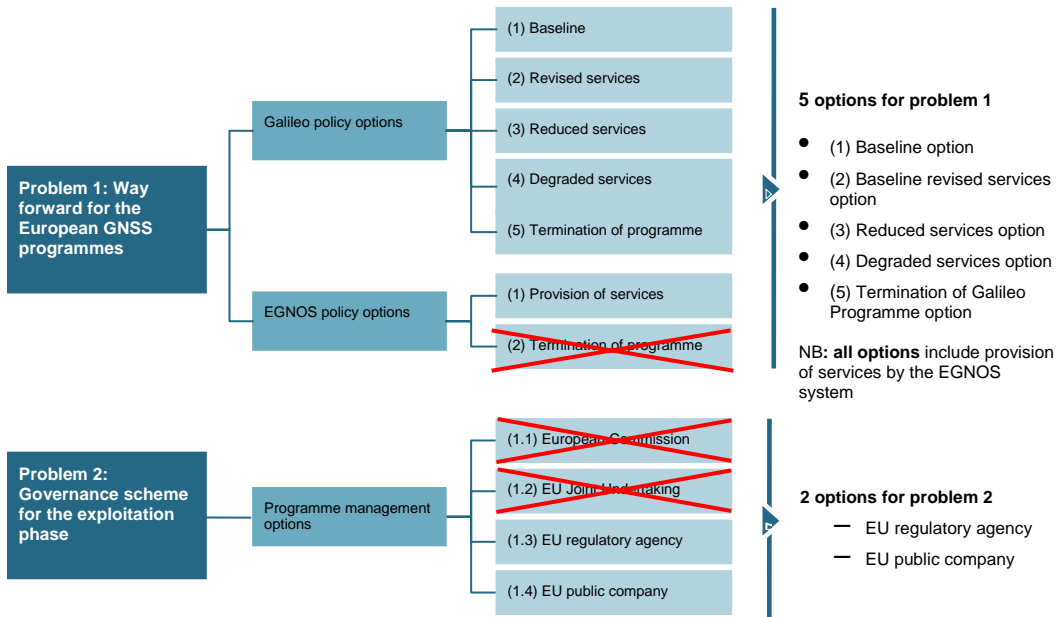 Problem 1: Way
forward for the
European GNSS
programmes
Galileo policy options
(1) Baseline
(2) Revised services
(3) Reduced services
(4) Degraded services
(5) Termination of programme
EGNOS policy options
(1) Provision of services
(2) Termination of programme
5 options for problem 1
• (1) Baseline option
• (2) Baseline revised services
option
• (3) Reduced services option
• (4) Degraded services option
• (5) Termination of Galileo
Programme option
NB: all options include provision
of services by the EGNOS
system
Problem 2:
Governance scheme
for the exploitation
phase
Programme management
options
(1.1) European Commission
(1.2) EU Joint Undertaking
(1.3) EU regulatory agency
(1.4) EU public company
2 options for problem 2
— EU regulatory agency
— EU public company